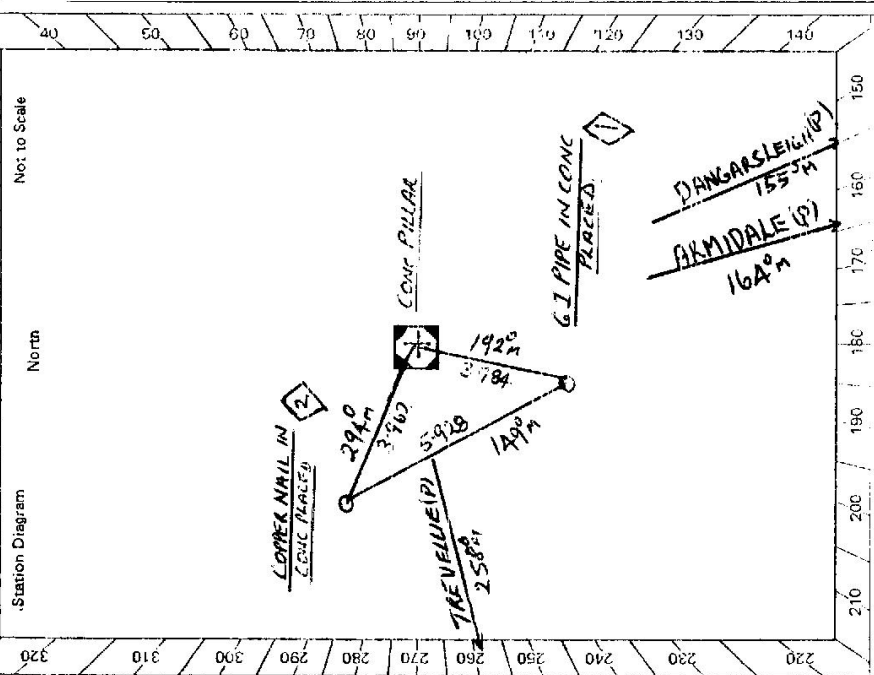 Station Diagram
North
Not to Scale
40 50 60 70 80 90 100 110 120 130 140
CONC PILLAR
2
COPPER NAIL IN
CONC PLACED
294° M
3.967
5.928
149° M
192° M
3.984
G I PIPE IN CONC
PLACED
1
DANGARSLEIGH (P)
155° M
ARMIDALE (P)
164° M
TREVELLIE (P)
258° M
150
160
170
180
190
200
210
320 310 300 290 280 270 260 250 240 230 220